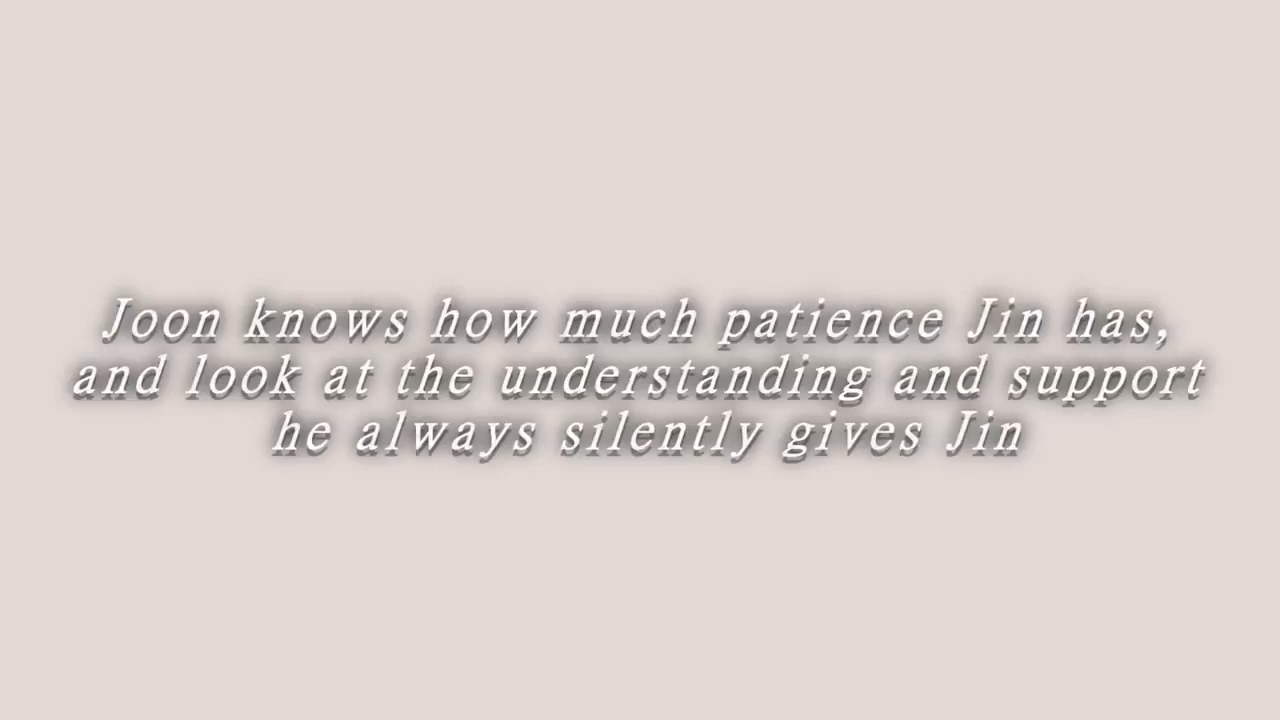 Joon knows how much patience Jin has,
and look at the understanding and support
he always silently gives Jin